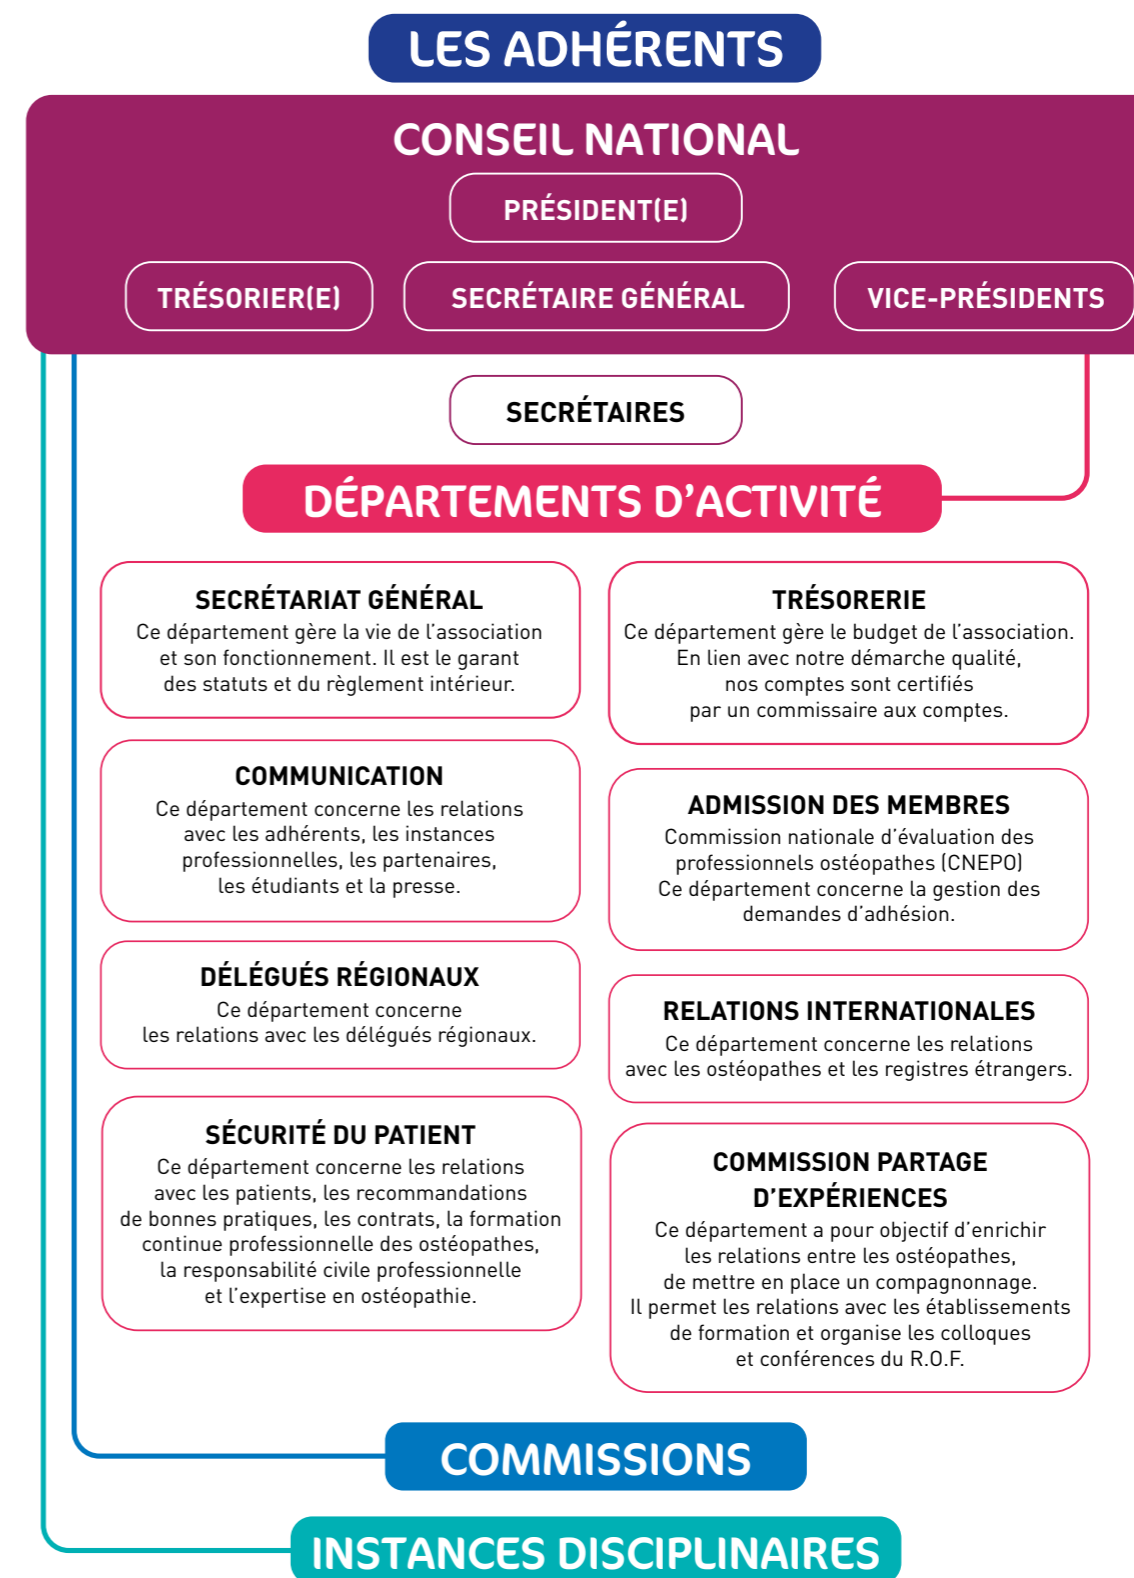 LES ADHÉRENTS
CONSEIL NATIONAL
PRÉSIDENT(E)
TRÉSORIER(E)
SECRÉTAIRE GÉNÉRAL
VICE-PRÉSIDENTS
SECRÉTAIRES
DÉPARTEMENTS D’ACTIVITÉ
SECRÉTARIAT GÉNÉRAL
Ce département gère la vie de l’association
et son fonctionnement. Il est le garant
des statuts et du règlement intérieur.
TRÉSORERIE
Ce département gère le budget de l’association.
En lien avec notre démarche qualité,
nos comptes sont certifiés
par un commissaire aux comptes.
COMMUNICATION
Ce département concerne les relations
avec les adhérents, les instances
professionnelles, les partenaires,
les étudiants et la presse.
ADMISSION DES MEMBRES
Commission nationale d’évaluation des
professionnels ostéopathes (CNEPO)
Ce département concerne la gestion des
demandes d’adhésion.
DÉLÉGUÉS RÉGIONAUX
Ce département concerne
les relations avec les délégués régionaux.
RELATIONS INTERNATIONALES
Ce département concerne les relations
avec les ostéopathes et les registres étrangers.
SÉCURITÉ DU PATIENT
Ce département concerne les relations
avec les patients, les recommandations
de bonnes pratiques, les contrats, la formation
continue professionnelle des ostéopathes,
la responsabilité civile professionnelle
et l’expertise en ostéopathie.
COMMISSION PARTAGE
D’EXPÉRIENCES
Ce département a pour objectif d’enrichir
les relations entre les ostéopathes,
de mettre en place un compagnonnage.
Il permet les relations avec les établissements
de formation et organise les colloques
et conférences du R.O.F.
COMMISSIONS
INSTANCES DISCIPLINAIRES